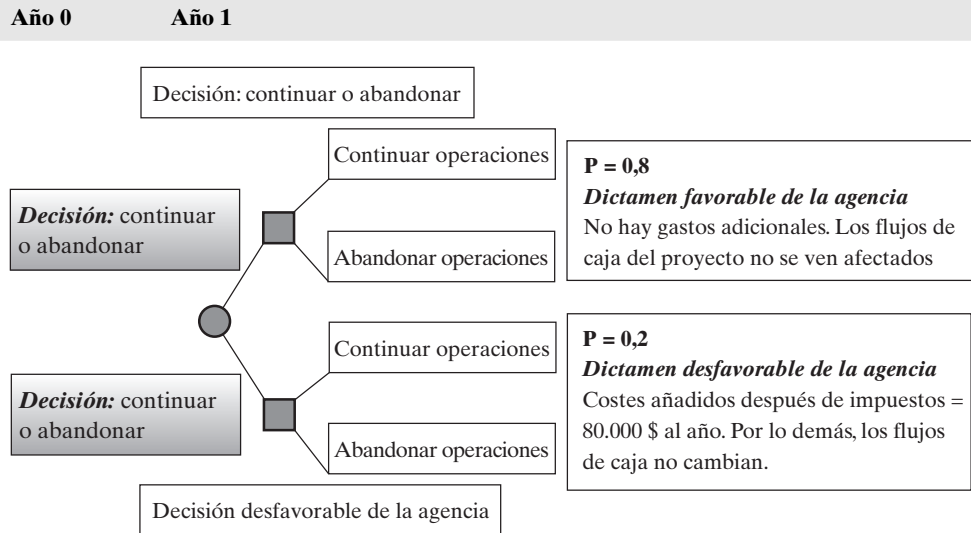 Año 0 Año 1
Decisión: continuar o abandonar
Continuar operaciones
P = 0,8
Dictamen favorable de la agencia
No hay gastos adicionales. Los flujos de
caja del proyecto no se ven afectados
Decisión: continuar
o abandonar
Abandonar operaciones
Continuar operaciones
P = 0,2
Dictamen desfavorable de la agencia
Costes añadidos después de impuestos =
80.000 $ al año. Por lo demás, los flujos
de caja no cambian.
Decisión: continuar
o abandonar
Abandonar operaciones
Decisión desfavorable de la agencia